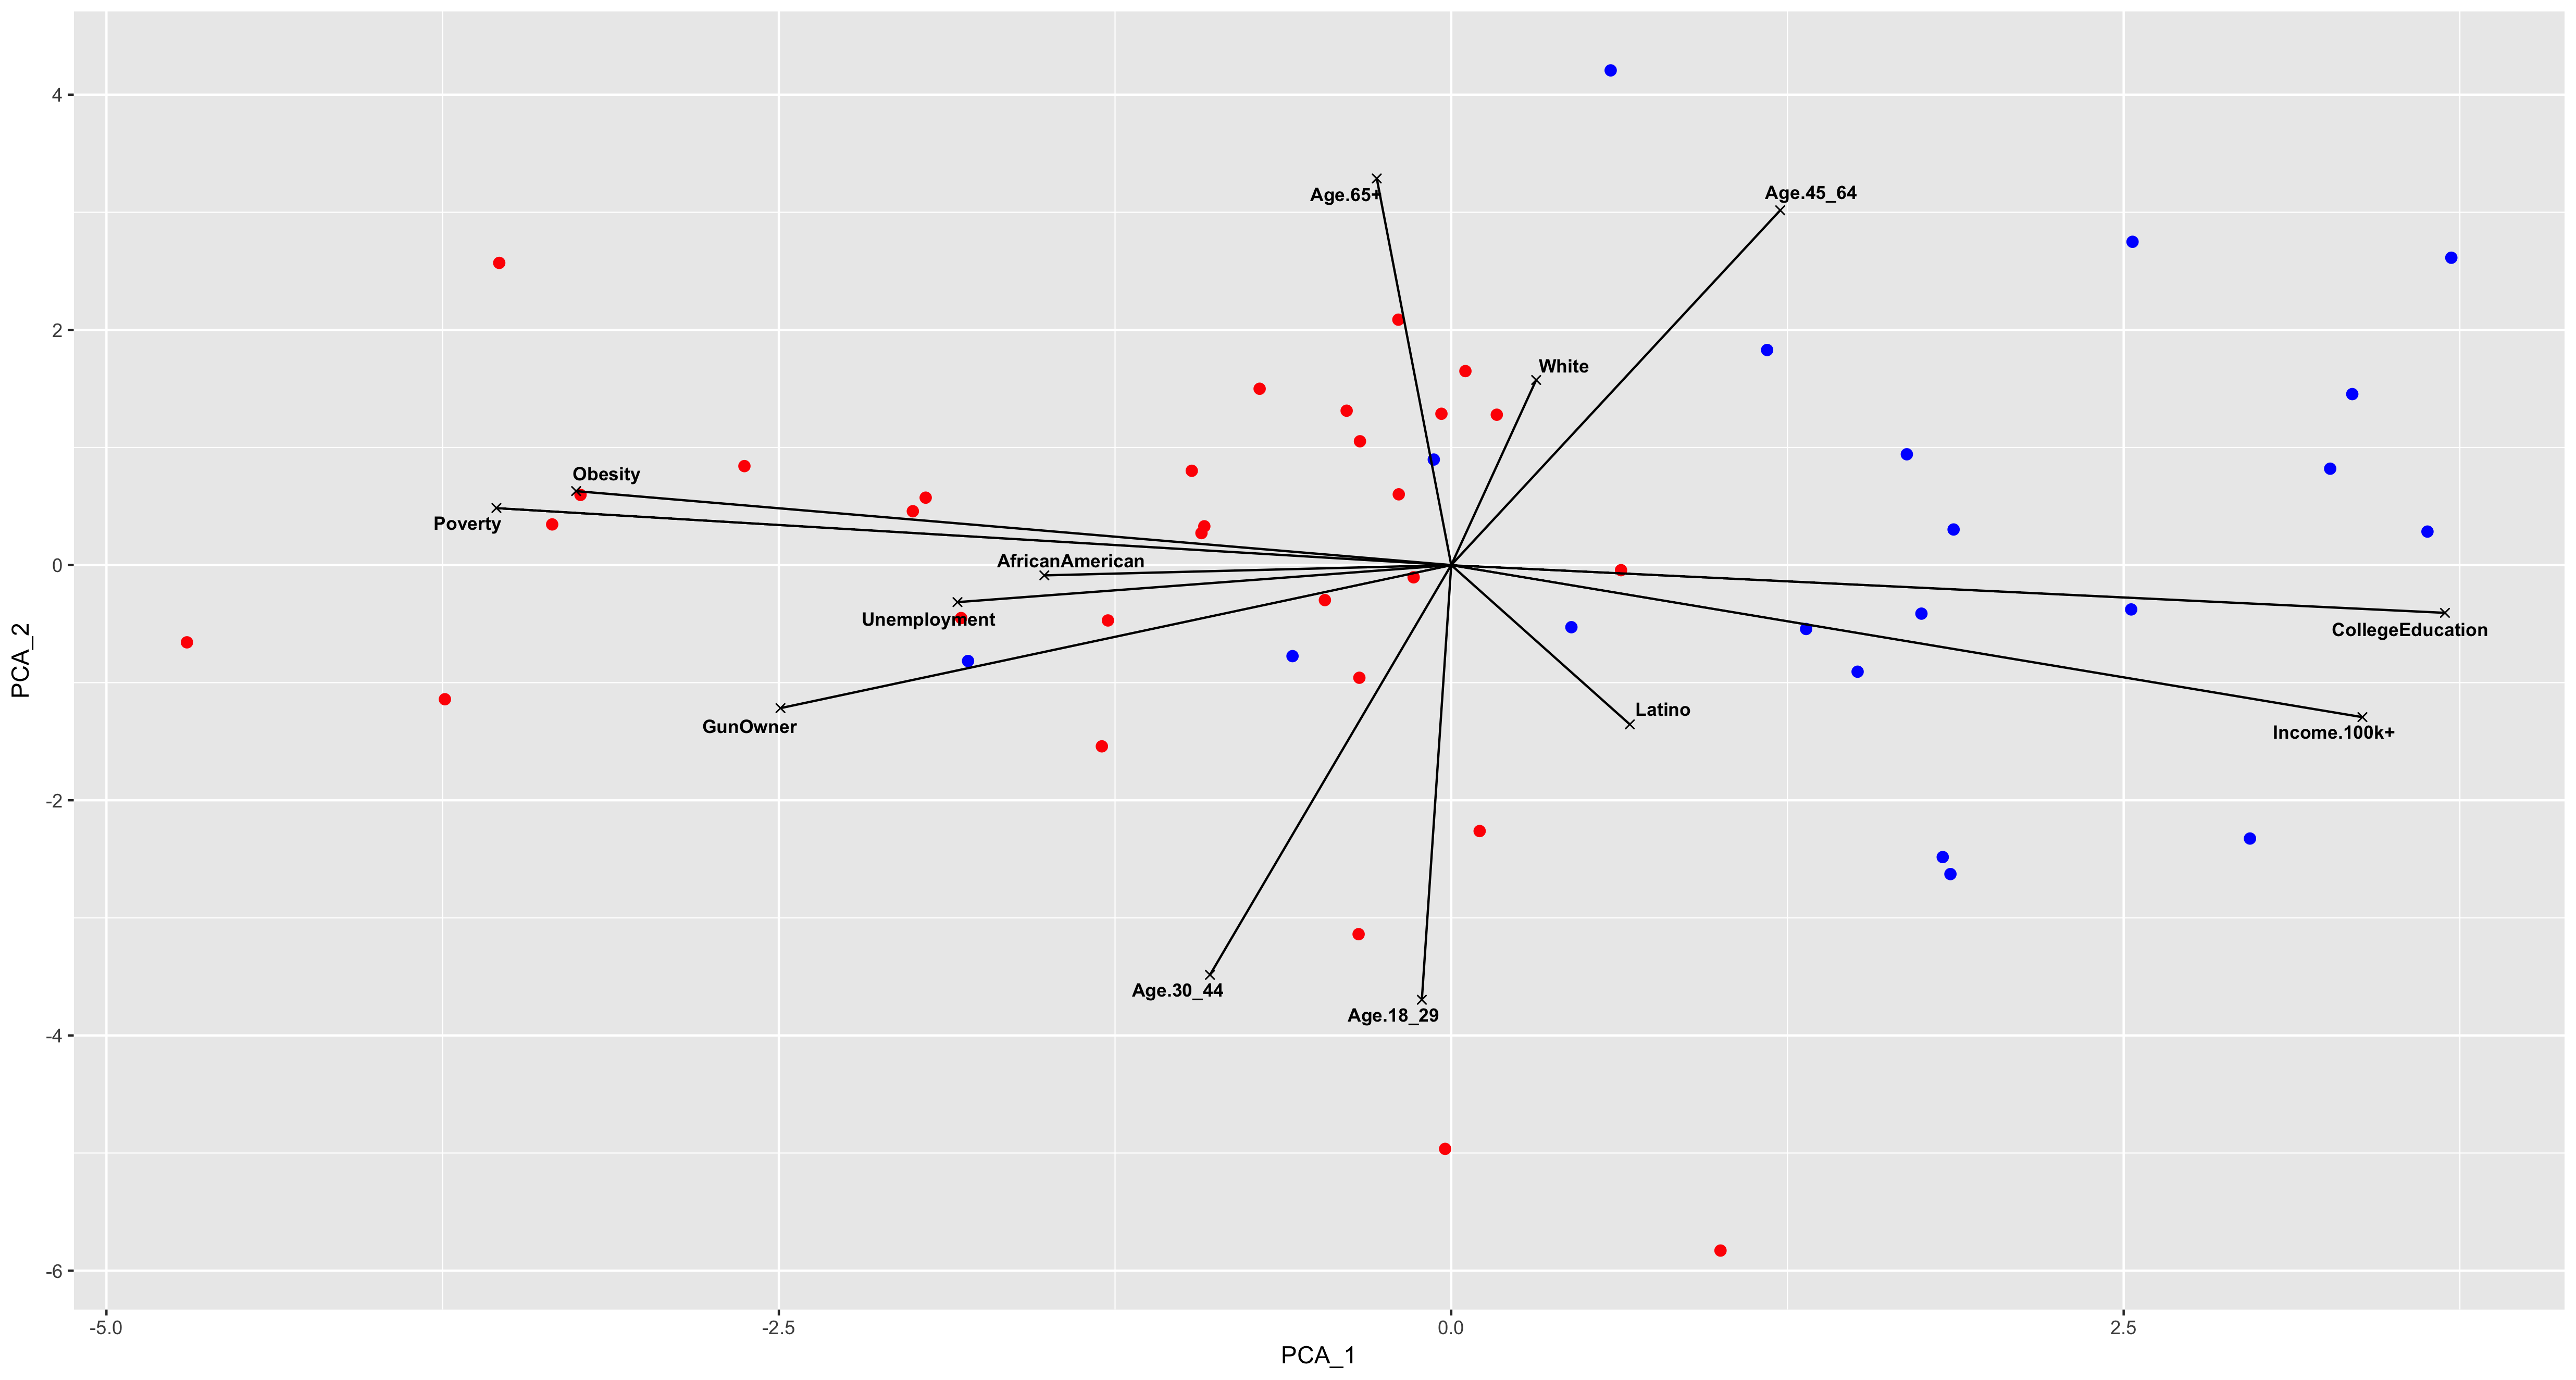 4
Age.65+
Age.45_64
2
White
Obesity
Poverty
AfricanAmerican
0
Unemployment
CollegeEducation
GunOwner
Latino
Income.100k+
PCA_2
-2
Age.30_44
Age.18_29
-4
-6
-5.0
-2.5
0.0
2.5
PCA_1